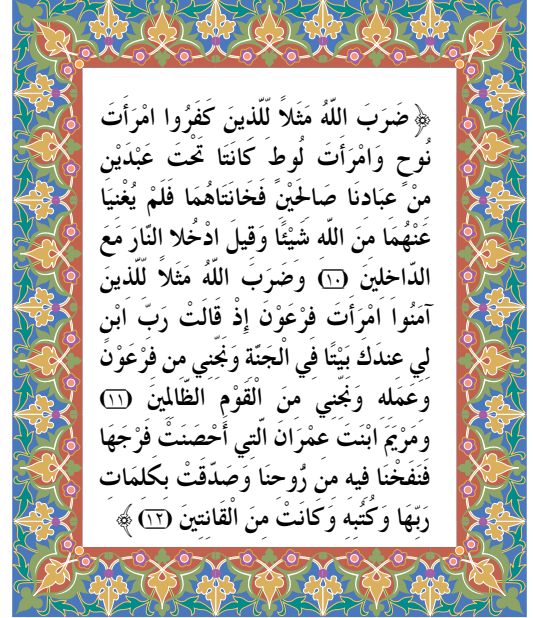 ﴿ ضَرَبَ اللَّهُ مَثَلاً لِّلَّذِينَ كَفَرُوا امْرَأَتَ
نُوحٍ وَامْرَأَتَ لُوطٍ كَانَتَا تَحْتَ عَبْدَيْنِ
مِنْ عِبَادِنَا صَالِحَيْنِ فَخَانَتَاهُمَا فَلَمْ يُغْنِيَا
عَنْهُمَا مِنَ اللَّهِ شَيْئًا وَقِيلَ ادْخُلا النَّارَ مَعَ
الدَّاخِلِينَ (١٠) وَضَرَبَ اللَّهُ مَثَلاً لِّلَّذِينَ
آمَنُوا امْرَأَتَ فِرْعَوْنَ إِذْ قَالَتْ رَبِّ ابْنِ
لِي عِندَكَ بَيْتًا فِي الْجَنَّةِ وَنَجِّنِي مِن فِرْعَوْنَ
وَعَمَلِهِ وَنَجِّنِي مِنَ الْقَوْمِ الظَّالِمِينَ (١١)
وَمَرْيَمَ ابْنَتَ عِمْرَانَ الَّتِي أَحْصَنَتْ فَرْجَهَا
فَنَفَخْنَا فِيهِ مِن رُّوحِنَا وَصَدَّقَتْ بِكَلِمَاتِ
رَبِّهَا وَكُتُبِهِ وَكَانَتْ مِنَ الْقَانِتِينَ (١٢) ﴾